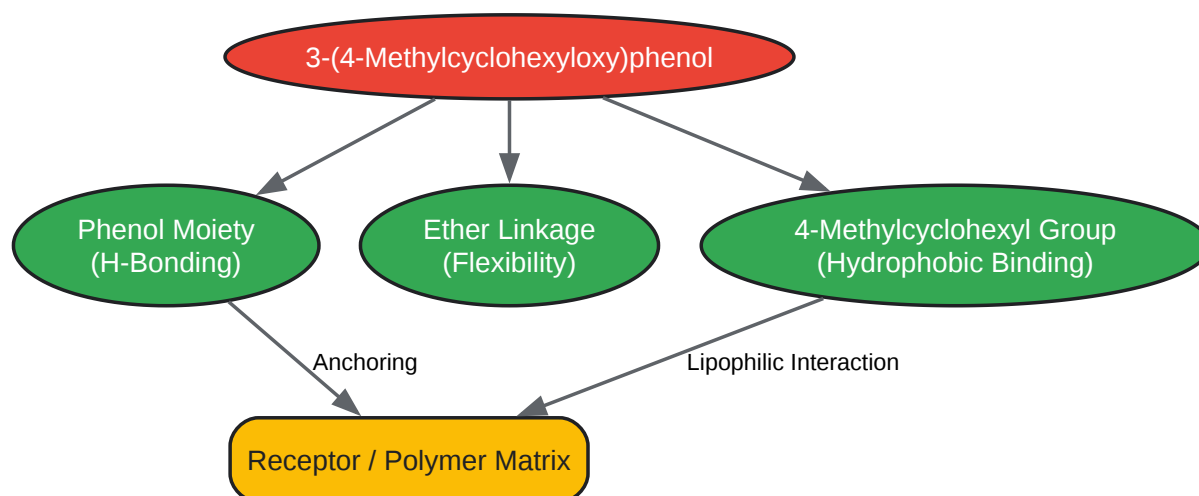 3-(4-Methylcyclohexyloxy)phenol
Phenol Moiety
(H-Bonding)
Ether Linkage
(Flexibility)
4-Methylcyclohexyl Group
(Hydrophobic Binding)
Anchoring
Lipophilic Interaction
Receptor / Polymer Matrix